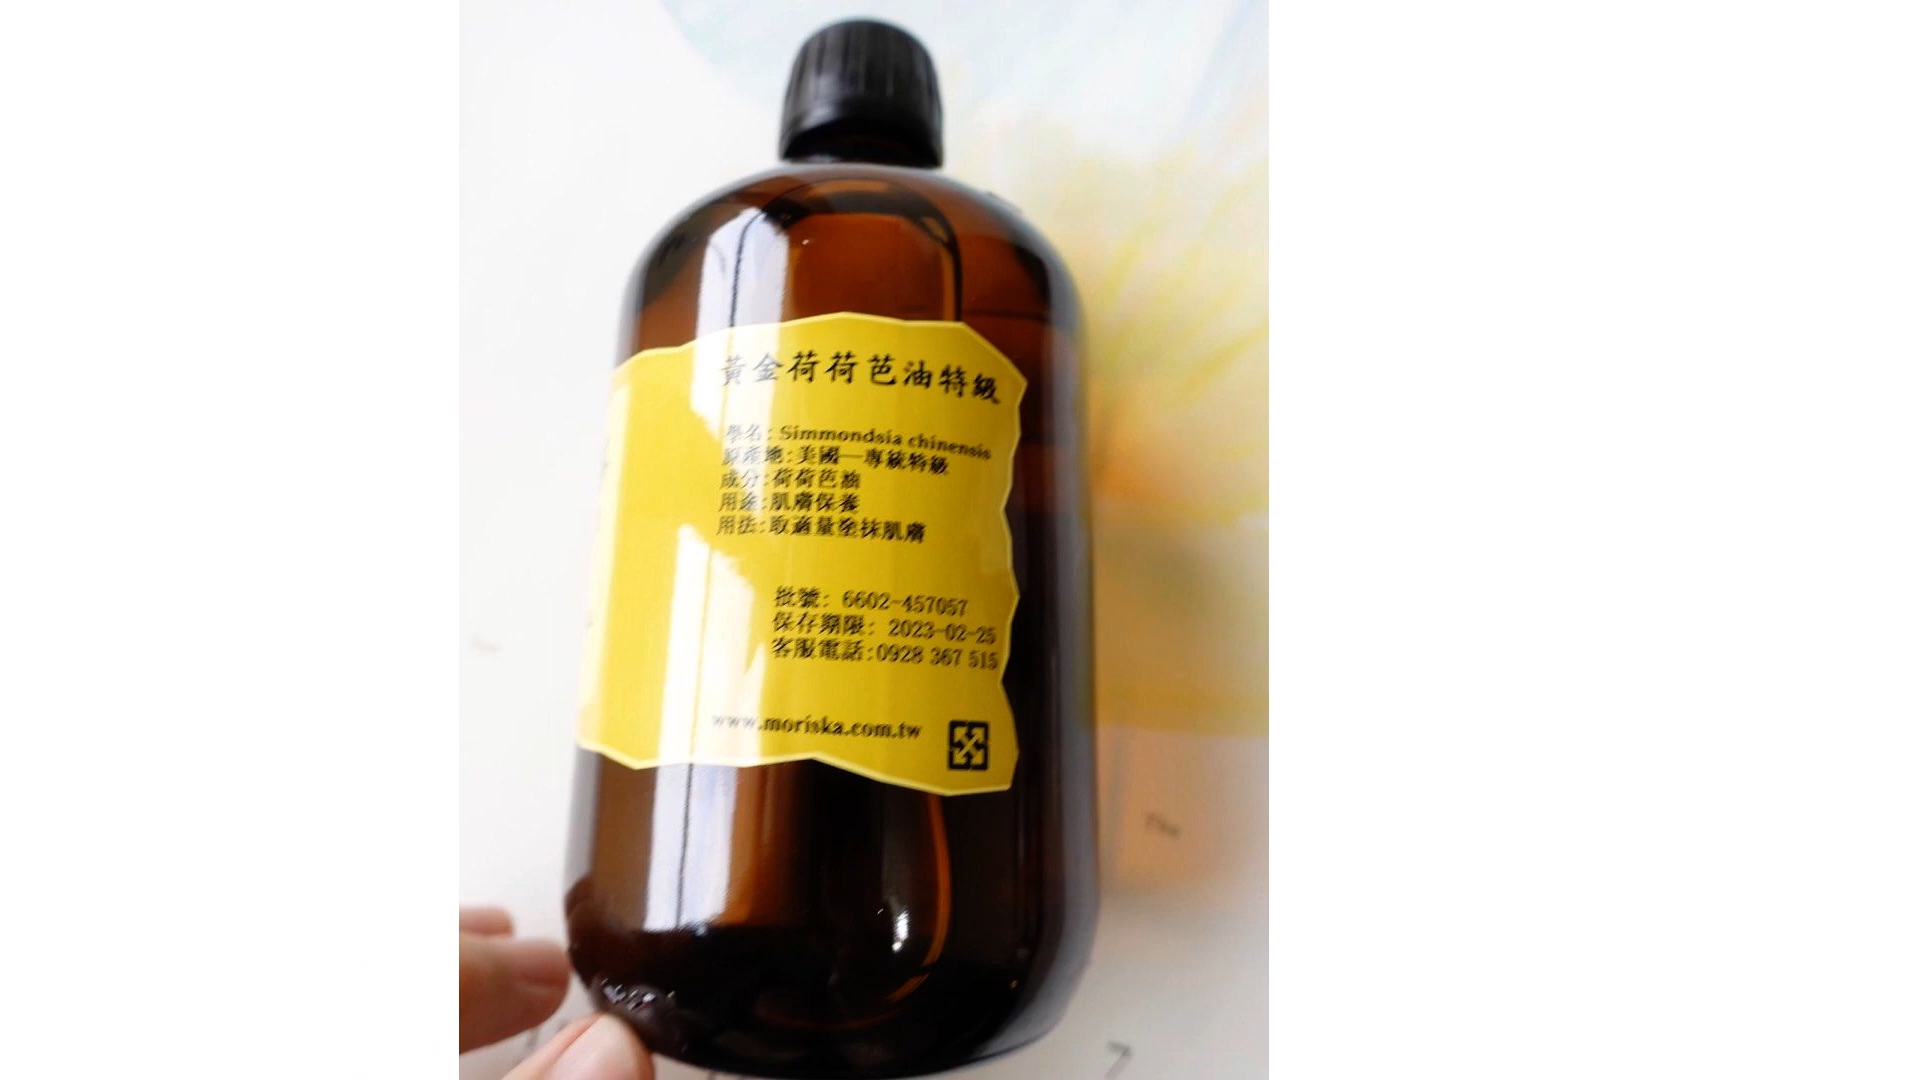 黃金荷荷芭油特級
學名: Simmondsia chinensis
原產地:美國一專統特級
成分:荷荷芭油
用途:肌膚保養
用法:取適量塗抹肌膚
批號: 6602-457057
保存期限: 2023-02-25
客服電話:0928 367 515
www.moriska.com.tw
7